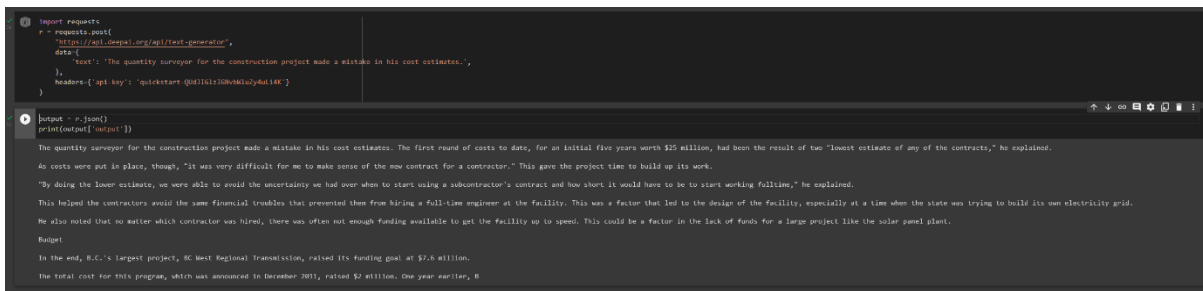 import requests
r = requests.post(
"https://api.deepai.org/api/text-generator",
data={
'text': 'The quantity surveyor for the construction project made a mistake in his cost estimates.',
},
headers={'api-key':
)
output = r.json()
print(output['output'])
The quantity surveyor for the construction project made a mistake in his cost estimates. The first round of costs to date, for an initial five years worth $25 million, had been the result of two "lowest estimate of any of the contracts," he explained.
As costs were put in place, though, "it was very difficult for me to make sense of the new contract for a contractor." This gave the project time to build up its work.
"By doing the lower estimate, we were able to avoid the uncertainty we had over when to start using a subcontractor's contract and how short it would have to be to start working fulltime," he explained.
This helped the contractors avoid the same financial troubles that prevented them from hiring a full-time engineer at the facility. This was a factor that led to the design of the facility, especially at a time when the state was trying to build its own electricity grid.
He also noted that no matter which contractor was hired, there was often not enough funding available to get the facility up to speed. This could be a factor in the lack of funds for a large project like the solar panel plant.
Budget
In the end, B.C.'s largest project, BC West Regional Transmission, raised its funding goal at $7.6 million.
The total cost for this program, which was announced in December 2011, raised $2 million. One year earlier, B